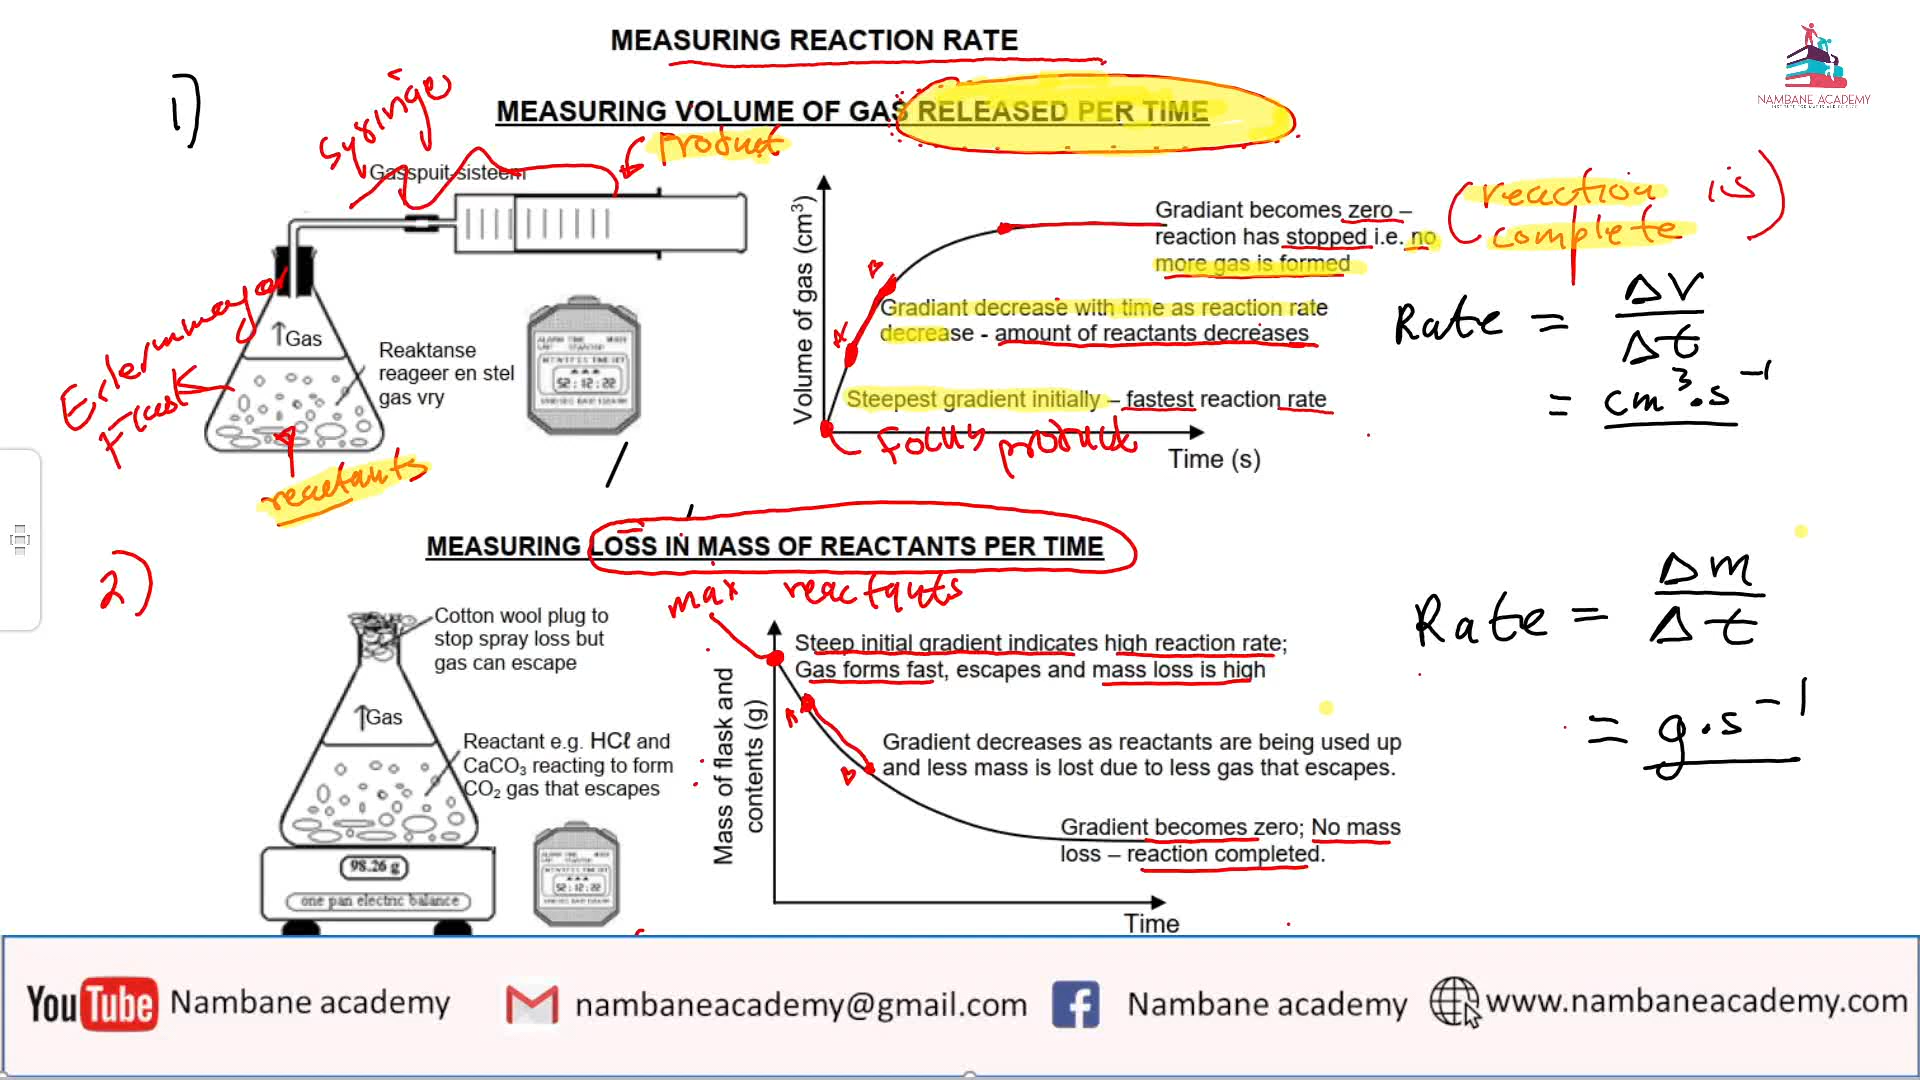 MEASURING REACTION RATE
NAMBANE ACADEMY
1)
MEASURING VOLUME OF GAS RELEASED PER TIME
Syringe
product
Gasspuit-sisteem
Erlenmayer
Flask
↑Gas
Reaktanse
reageer en stel
gas vry
reactants
Volume of gas (cm³)
Gradiant becomes zero –
reaction has stopped i.e. no
more gas is formed
(reaction is
complete)
A
B
Gradiant decrease with time as reaction rate
decrease - amount of reactants decreases
Steepest gradient initially – fastest reaction rate
Focus product
Time (s)
Rate = ΔV
Δt
= cm³.s⁻¹
2)
MEASURING LOSS IN MASS OF REACTANTS PER TIME
max reactants
Cotton wool plug to
stop spray loss but
gas can escape
↑Gas
Reactant e.g. HCℓ and
CaCO₃ reacting to form
CO₂ gas that escapes
98.26 g
one pan electric balance
52:12:22
52:12:22
Mass of flask and
contents (g)
Steep initial gradient indicates high reaction rate;
Gas forms fast, escapes and mass loss is high
A
B
Gradient decreases as reactants are being used up
and less mass is lost due to less gas that escapes.
Gradient becomes zero; No mass
loss – reaction completed.
Time
Rate = Δm
Δt
= g.s⁻¹
YouTube Nambane academy
nambaneacademy@gmail.com
Nambane academy
www.nambaneacademy.com